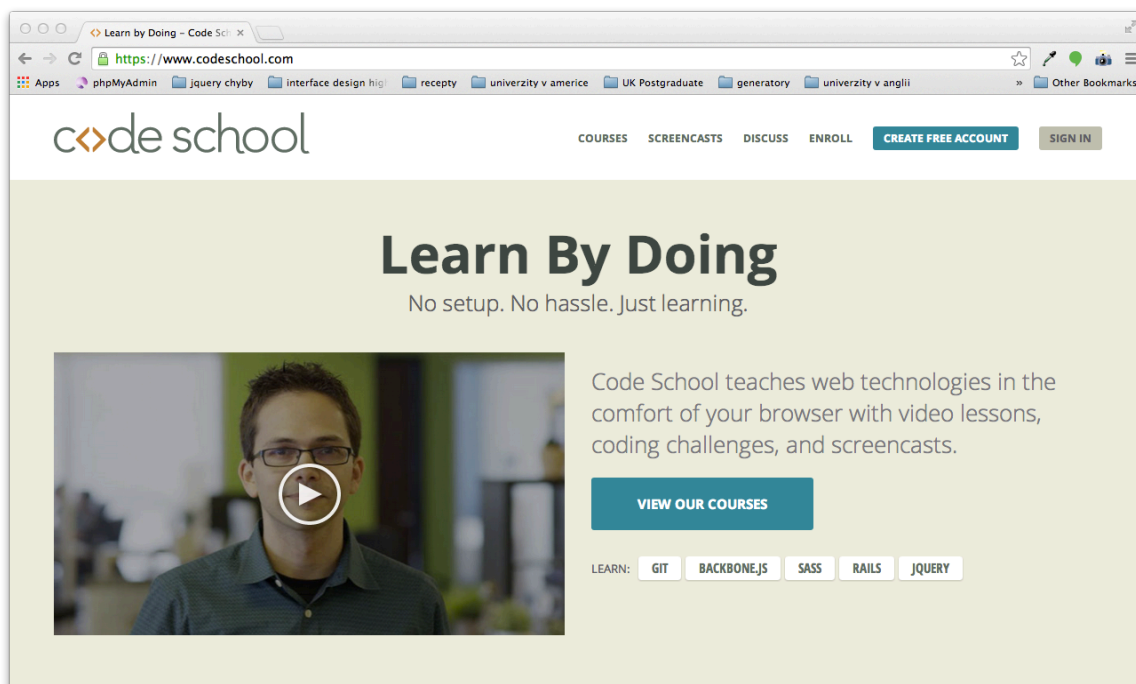 Learn by Doing – Code Sch
https://www.codeschool.com
Apps phpMyAdmin jquery chyby interface design high recepty univerzity v americe UK Postgraduate generatory univerzity v anglii » Other Bookmarks
code school
COURSES SCREENCASTS DISCUSS ENROLL CREATE FREE ACCOUNT SIGN IN
Learn By Doing
No setup. No hassle. Just learning.
Code School teaches web technologies in the
comfort of your browser with video lessons,
coding challenges, and screencasts.
VIEW OUR COURSES
LEARN: GIT BACKBONE.JS SASS RAILS JQUERY